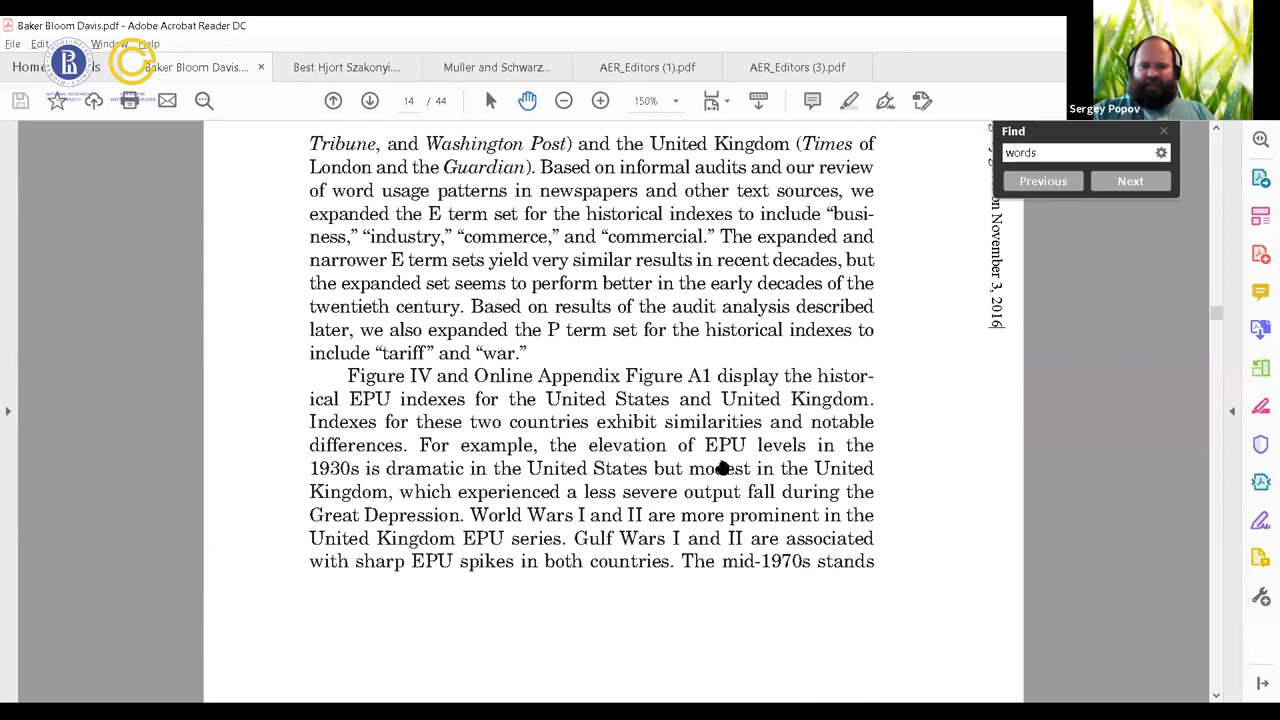 Baker Bloom Davis.pdf - Adobe Acrobat Reader DC
File Edit Window Help
Baker Bloom Davis.... Best Hjort Szakonyi.... Muller and Schwarz... AER_Editors (1).pdf AER_Editors (3).pdf
14 / 44 150%
Sergey Popov
Find
words
Previous Next
Tribune, and Washington Post) and the United Kingdom (Times of
London and the Guardian). Based on informal audits and our review
of word usage patterns in newspapers and other text sources, we
expanded the E term set for the historical indexes to include “busi-
ness,” “industry,” “commerce,” and “commercial.” The expanded and
narrower E term sets yield very similar results in recent decades, but
the expanded set seems to perform better in the early decades of the
twentieth century. Based on results of the audit analysis described
later, we also expanded the P term set for the historical indexes to
include “tariff” and “war.”
Figure IV and Online Appendix Figure A1 display the histor-
ical EPU indexes for the United States and United Kingdom.
Indexes for these two countries exhibit similarities and notable
differences. For example, the elevation of EPU levels in the
1930s is dramatic in the United States but modest in the United
Kingdom, which experienced a less severe output fall during the
Great Depression. World Wars I and II are more prominent in the
United Kingdom EPU series. Gulf Wars I and II are associated
with sharp EPU spikes in both countries. The mid-1970s stands
on November 3, 2016